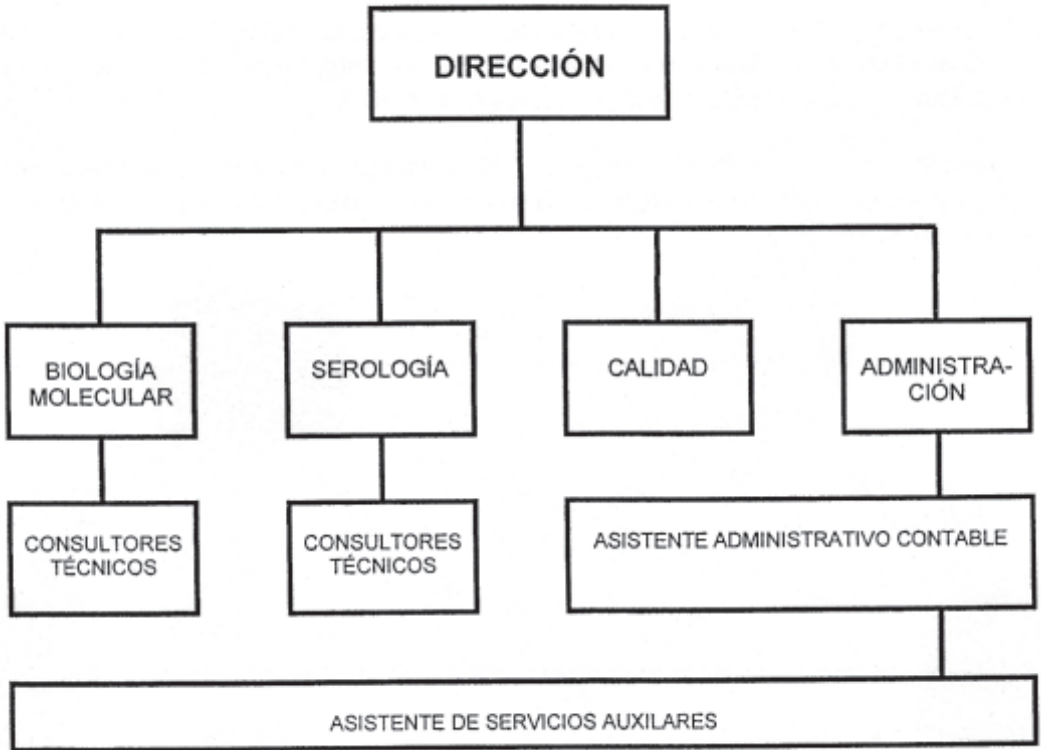 DIRECCIÓN
BIOLOGÍA
MOLECULAR
SEROLOGÍA
CALIDAD
ADMINISTRA-
CIÓN
CONSULTORES
TÉCNICOS
CONSULTORES
TÉCNICOS
ASISTENTE ADMINISTRATIVO CONTABLE
ASISTENTE DE SERVICIOS AUXILARES